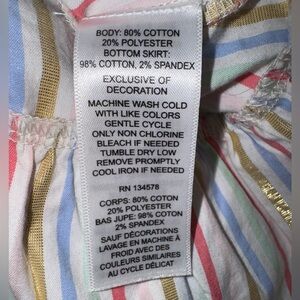 BODY: 80% COTTON
20% POLYESTER
BOTTOM SKIRT:
98% COTTON, 2% SPANDEX
EXCLUSIVE OF
DECORATION
MACHINE WASH COLD
WITH LIKE COLORS
GENTLE CYCLE
ONLY NON CHLORINE
BLEACH IF NEEDED
TUMBLE DRY LOW
REMOVE PROMPTLY
COOL IRON IF NEEDED
RN 134578
CORPS: 80% COTON
20% POLYESTER
BAS JUPE: 98% COTON
2% SPANDEX
SAUF DÉCORATIONS
LAVAGE EN MACHINE À
FROID AVEC DES
COULEURS SIMILAIRES
AU CYCLE DÉLICAT